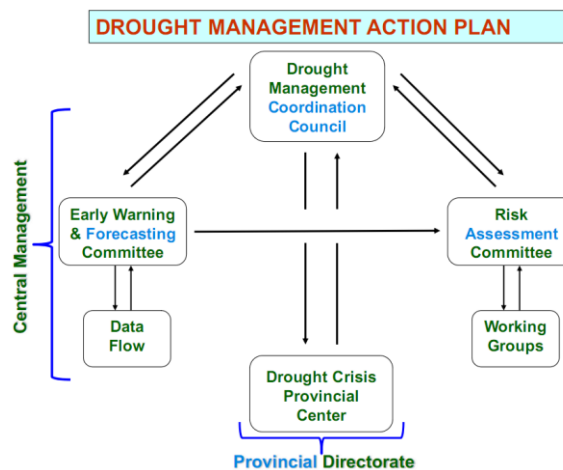 DROUGHT MANAGEMENT ACTION PLAN
Drought
Management
Coordination
Council
Central Management
Early Warning
& Forecasting
Committee
Risk
Assessment
Committee
Data
Flow
Working
Groups
Drought Crisis
Provincial
Center
Provincial Directorate